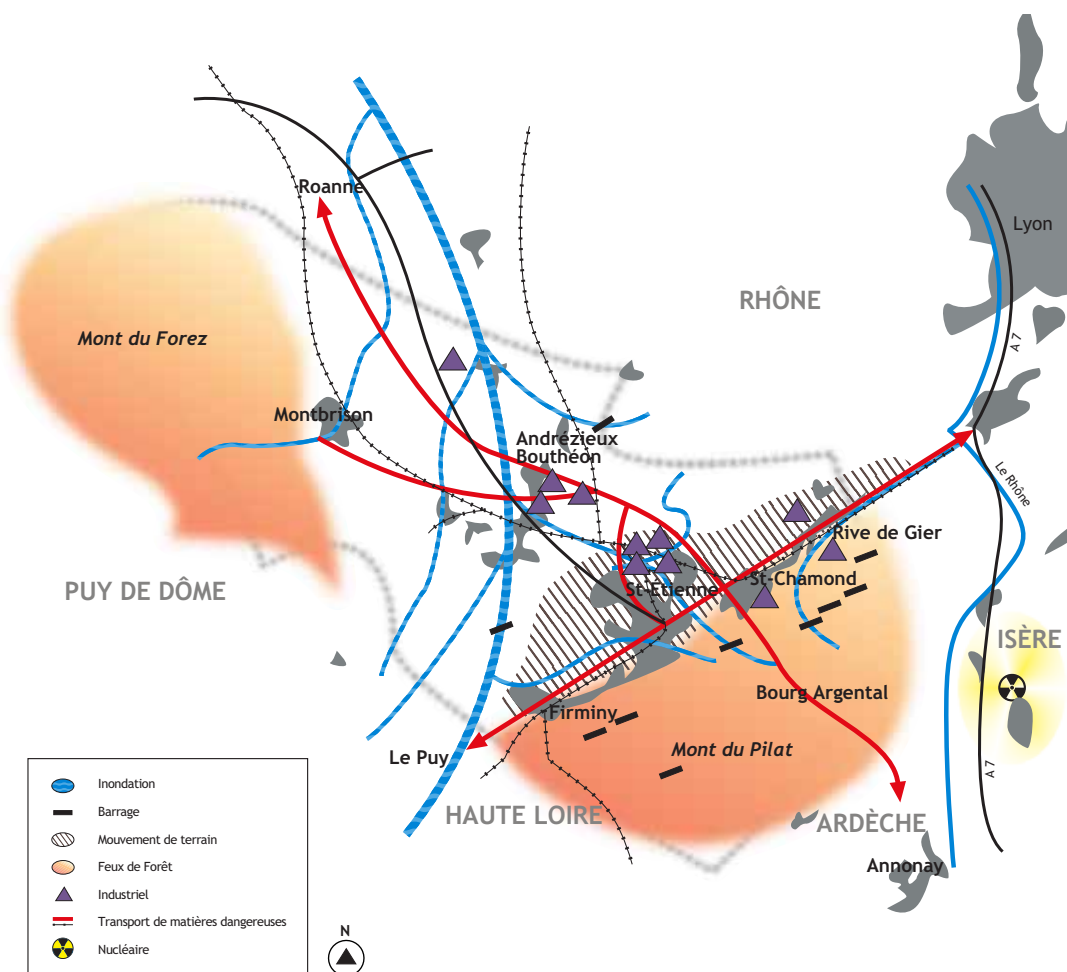 Roanne
Lyon
RHÔNE
A 7
Mont du Forez
Montbrison
Andrézieux
Bouthéon
Le Rhône
Rive de Gier
St-Chamond
St-Etienne
PUY DE DÔME
ISÈRE
Bourg Argental
Firminy
Mont du Pilat
Le Puy
A 7
HAUTE LOIRE
ARDÈCHE
Annonay
Inondation
Barrage
Mouvement de terrain
Feux de Forêt
Industriel
Transport de matières dangereuses
Nucléaire
N